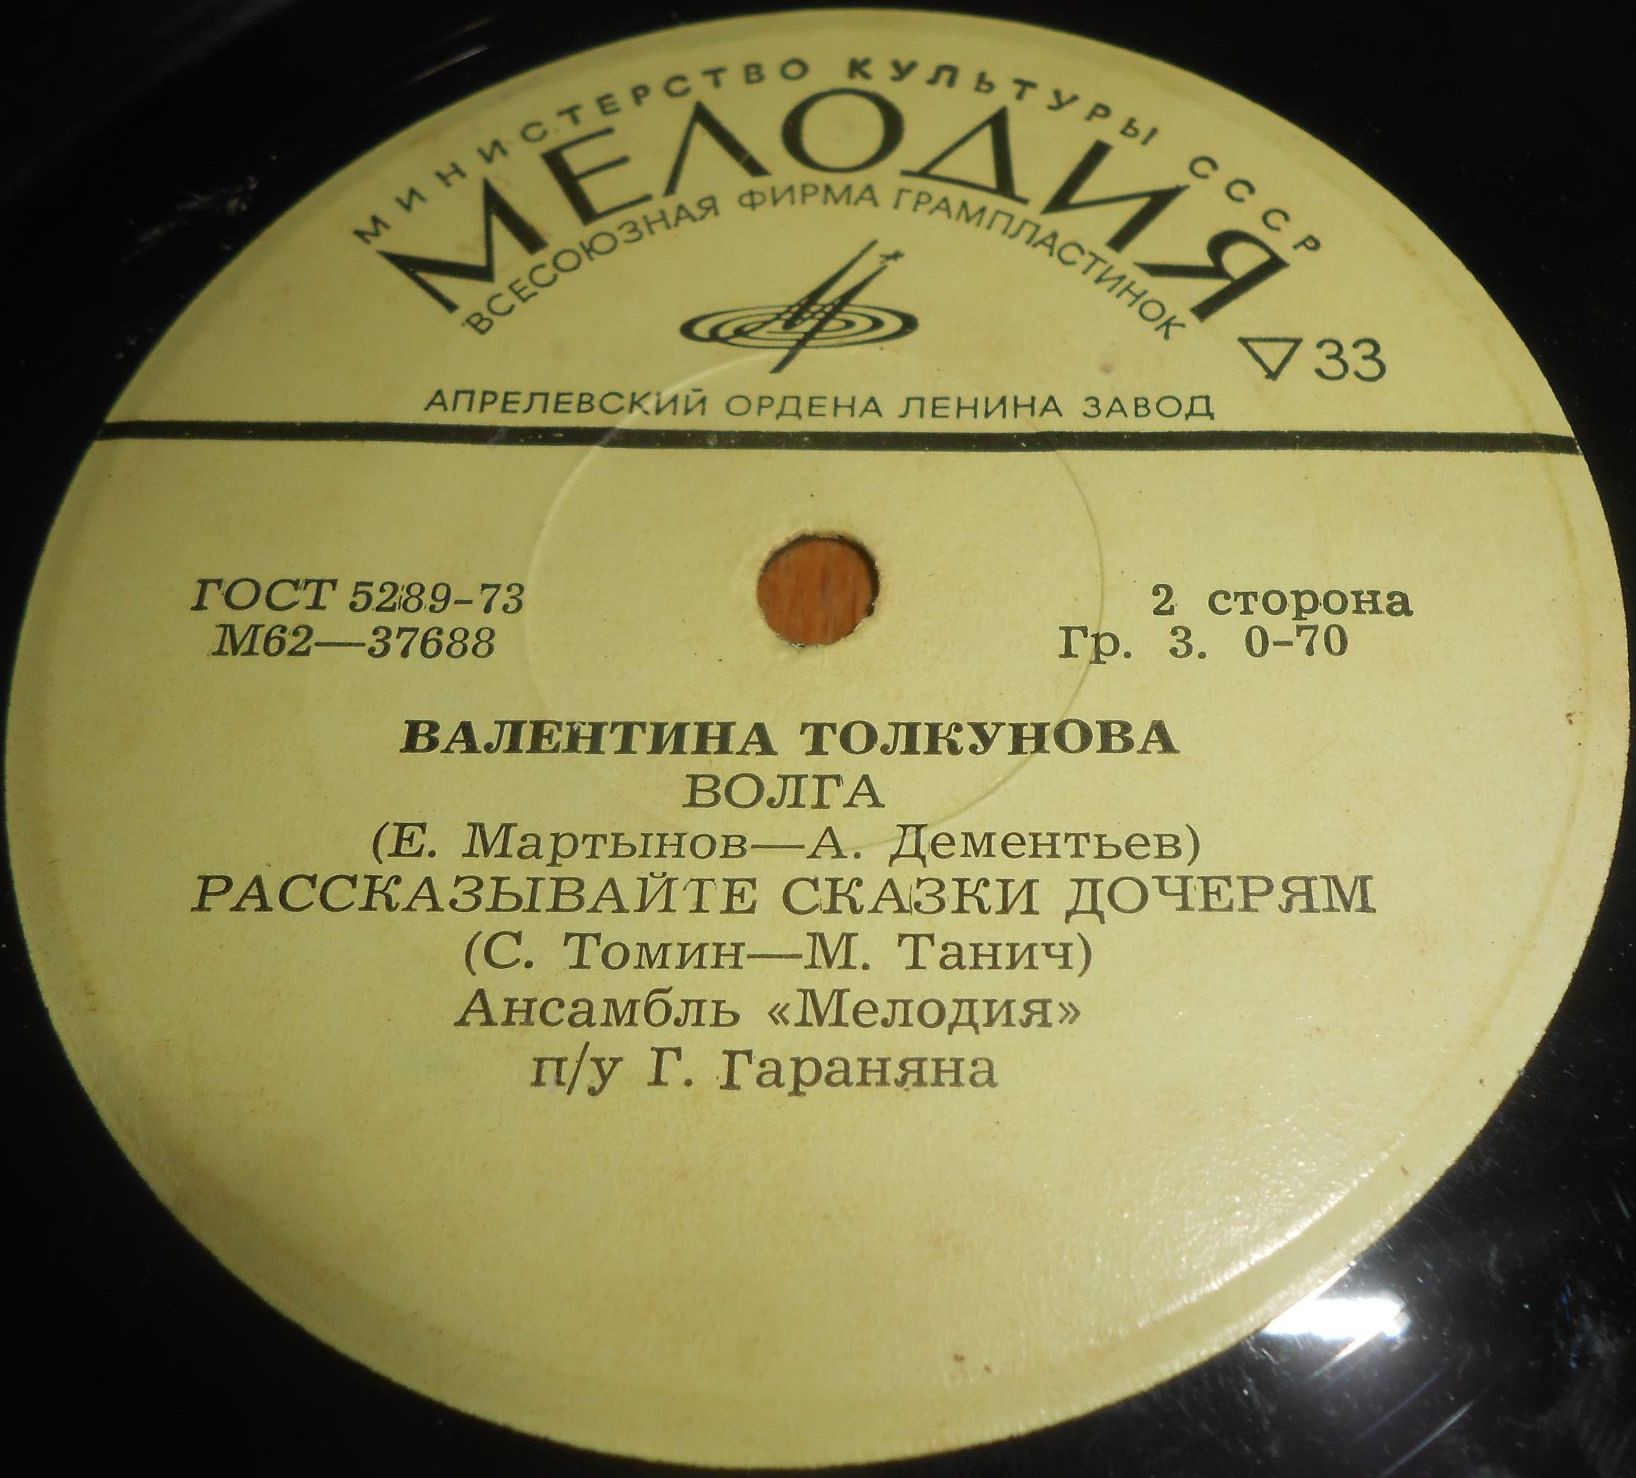 МИНИСТЕРСТВО КУЛЬТУРЫ СССР
МЕЛОДИЯ
ВСЕСОЮЗНАЯ ФИРМА ГРАМПЛАСТИНОК
▽33
АПРЕЛЕВСКИЙ ОРДЕНА ЛЕНИНА ЗАВОД
ГОСТ 5289-73
М62—37688
2 сторона
Гр. 3. 0-70
ВАЛЕНТИНА ТОЛКУНОВА
ВОЛГА
(Е. Мартынов—А. Дементьев)
РАССКАЗЫВАЙТЕ СКАЗКИ ДОЧЕРЯМ
(С. Томин—М. Танич)
Ансамбль «Мелодия»
п/у Г. Гараняна